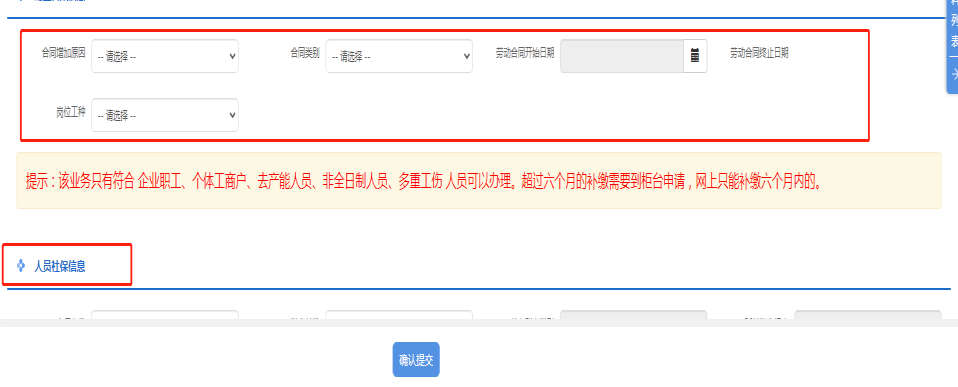 合同增加原因 -- 请选择 -- 合同类别 -- 请选择 -- 劳动合同开始日期 劳动合同终止日期
岗位工种 -- 请选择 --
提示：该业务只有符合 企业职工、个体工商户、去产能人员、非全日制人员、多重工伤 人员可以办理。超过六个月的补缴需要到柜台申请，网上只能补缴六个月内的。
人员社保信息
确认提交